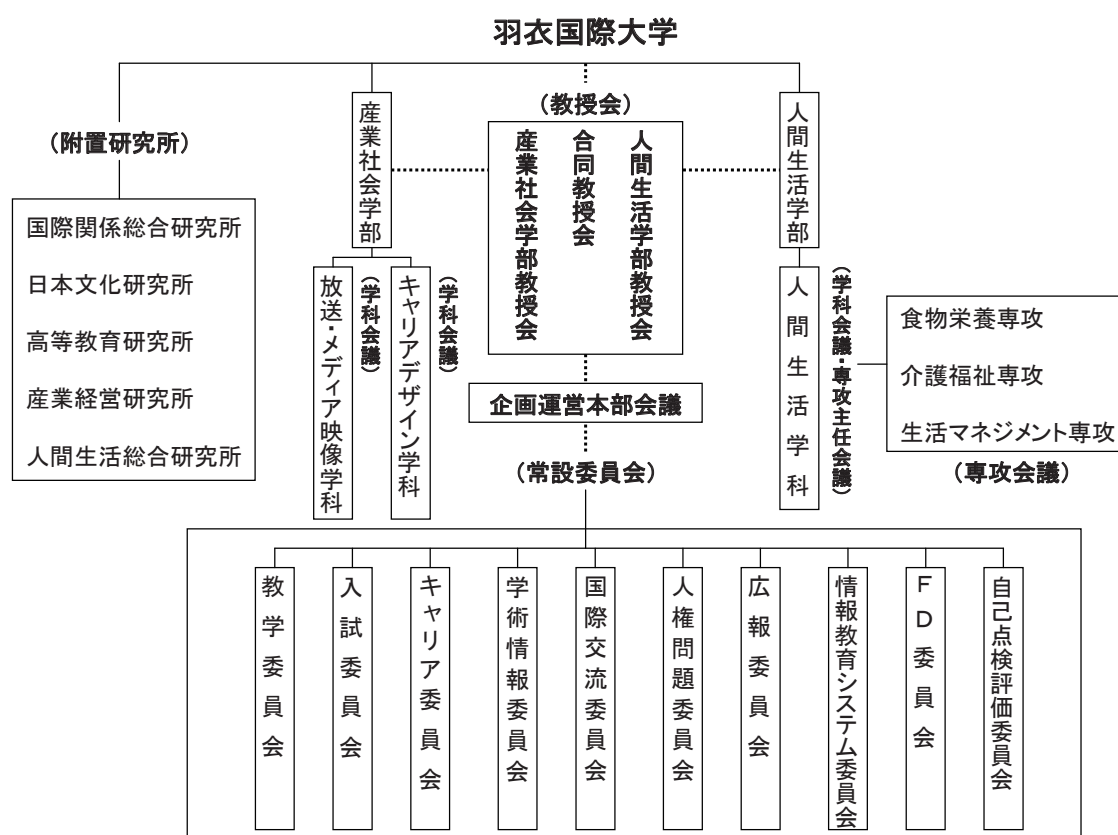 羽衣国際大学
(附置研究所)
国際関係総合研究所
日本文化研究所
高等教育研究所
産業経営研究所
人間生活総合研究所
産業社会学部
放送・メディア映像学科
(学科会議)
キャリアデザイン学科
(学科会議)
(教授会)
人間生活学部教授会
合同教授会
産業社会学部教授会
企画運営本部会議
(常設委員会)
人間生活学部
人間生活学科
(学科会議・専攻主任会議)
食物栄養専攻
介護福祉専攻
生活マネジメント専攻
(専攻会議)
教学委員会
入試委員会
キャリア委員会
学術情報委員会
国際交流委員会
人権問題委員会
広報委員会
情報教育システム委員会
FD委員会
自己点検評価委員会